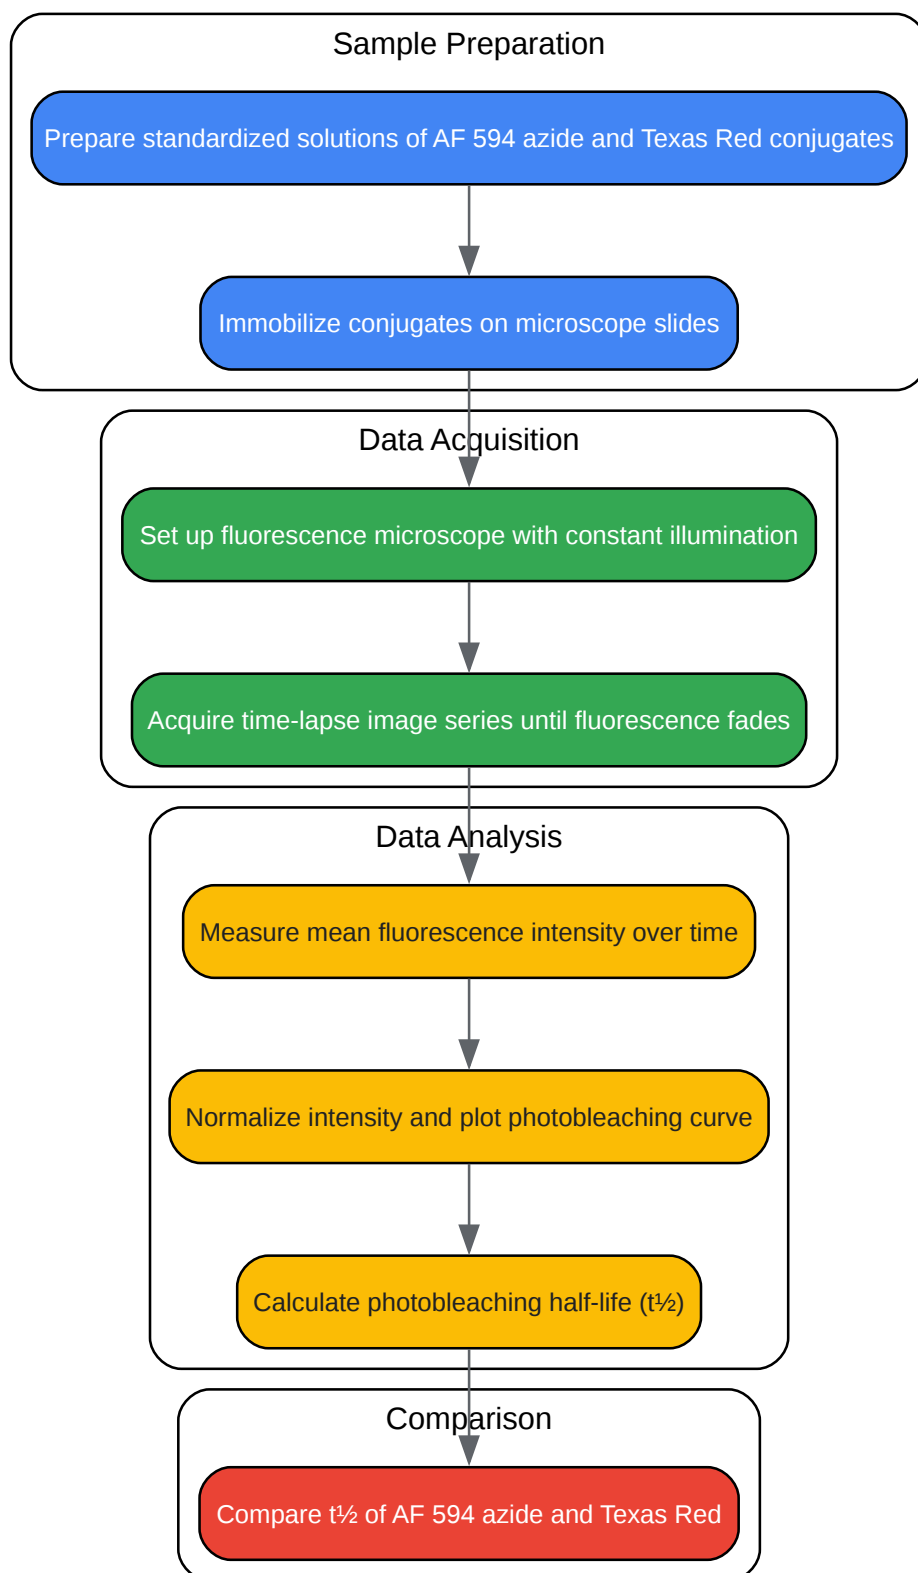 Sample Preparation
Prepare standardized solutions of AF 594 azide and Texas Red conjugates
Immobilize conjugates on microscope slides
Data Acquisition
Set up fluorescence microscope with constant illumination
Acquire time-lapse image series until fluorescence fades
Data Analysis
Measure mean fluorescence intensity over time
Normalize intensity and plot photobleaching curve
Calculate photobleaching half-life (t½)
Comparison
Compare t½ of AF 594 azide and Texas Red